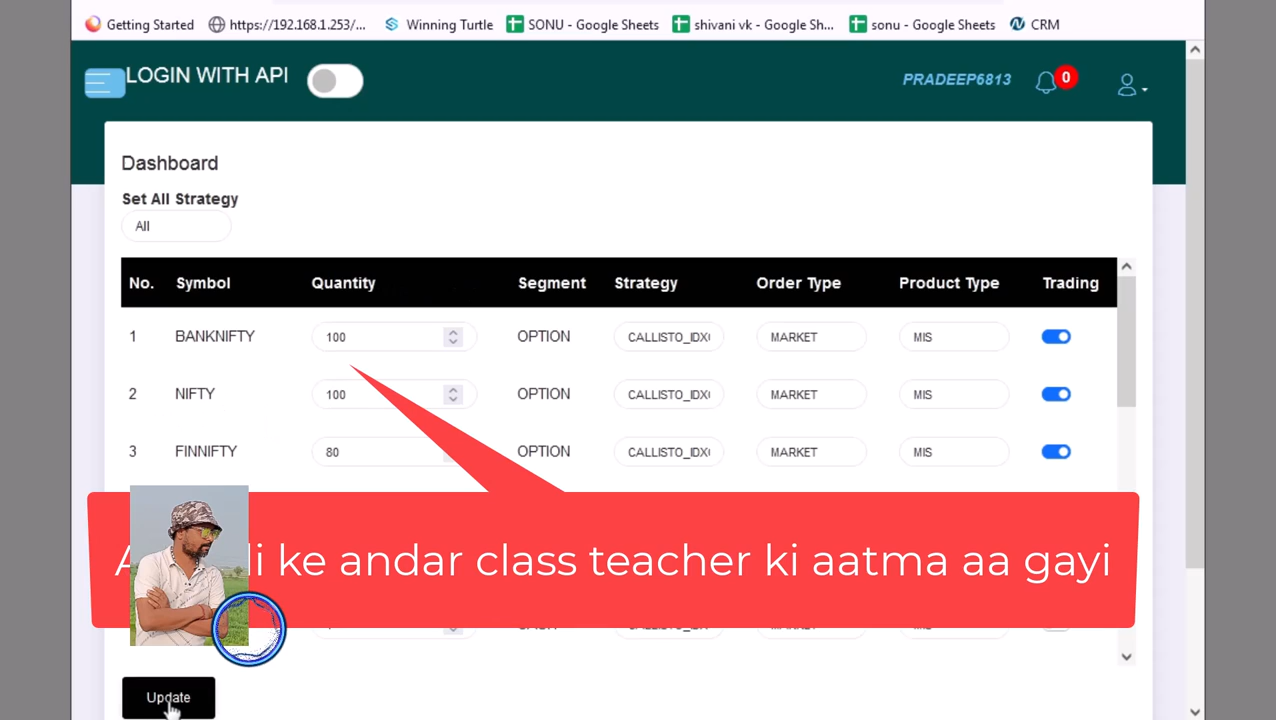 Getting Started https://192.168.1.253/... Winning Turtle SONU - Google Sheets shivani vk - Google Sh... sonu - Google Sheets CRM
LOGIN WITH API PRADEEP6813 0
Dashboard
Set All Strategy
All
No. Symbol Quantity Segment Strategy Order Type Product Type Trading
1 BANKNIFTY 100 OPTION CALLISTO_IDX MARKET MIS
2 NIFTY 100 OPTION CALLISTO_IDX MARKET MIS
3 FINNIFTY 80 OPTION CALLISTO_IDX MARKET MIS
ke andar class teacher ki aatma aa gayi
Update